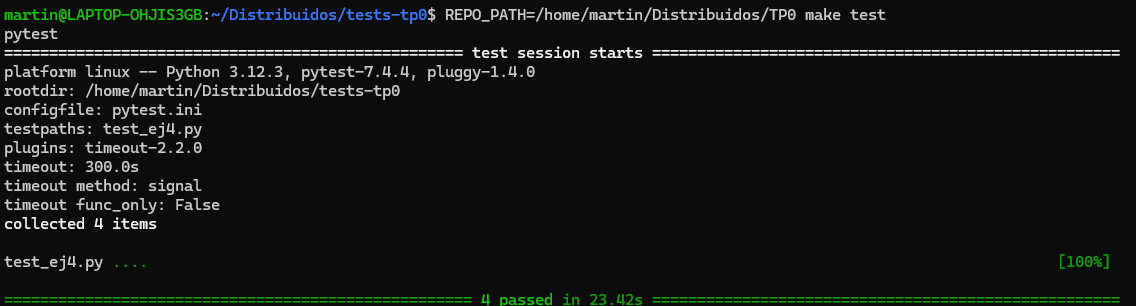 martin@LAPTOP-OHJIS3GB:~/Distribuidos/tests-tp0$ REPO_PATH=/home/martin/Distribuidos/TP0 make test
pytest
================================================= test session starts ==================================================
platform linux -- Python 3.12.3, pytest-7.4.4, pluggy-1.4.0
rootdir: /home/martin/Distribuidos/tests-tp0
configfile: pytest.ini
testpaths: test_ej4.py
plugins: timeout-2.2.0
timeout: 300.0s
timeout method: signal
timeout func_only: False
collected 4 items
test_ej4.py .... [100%]
================================================== 4 passed in 23.42s ==================================================